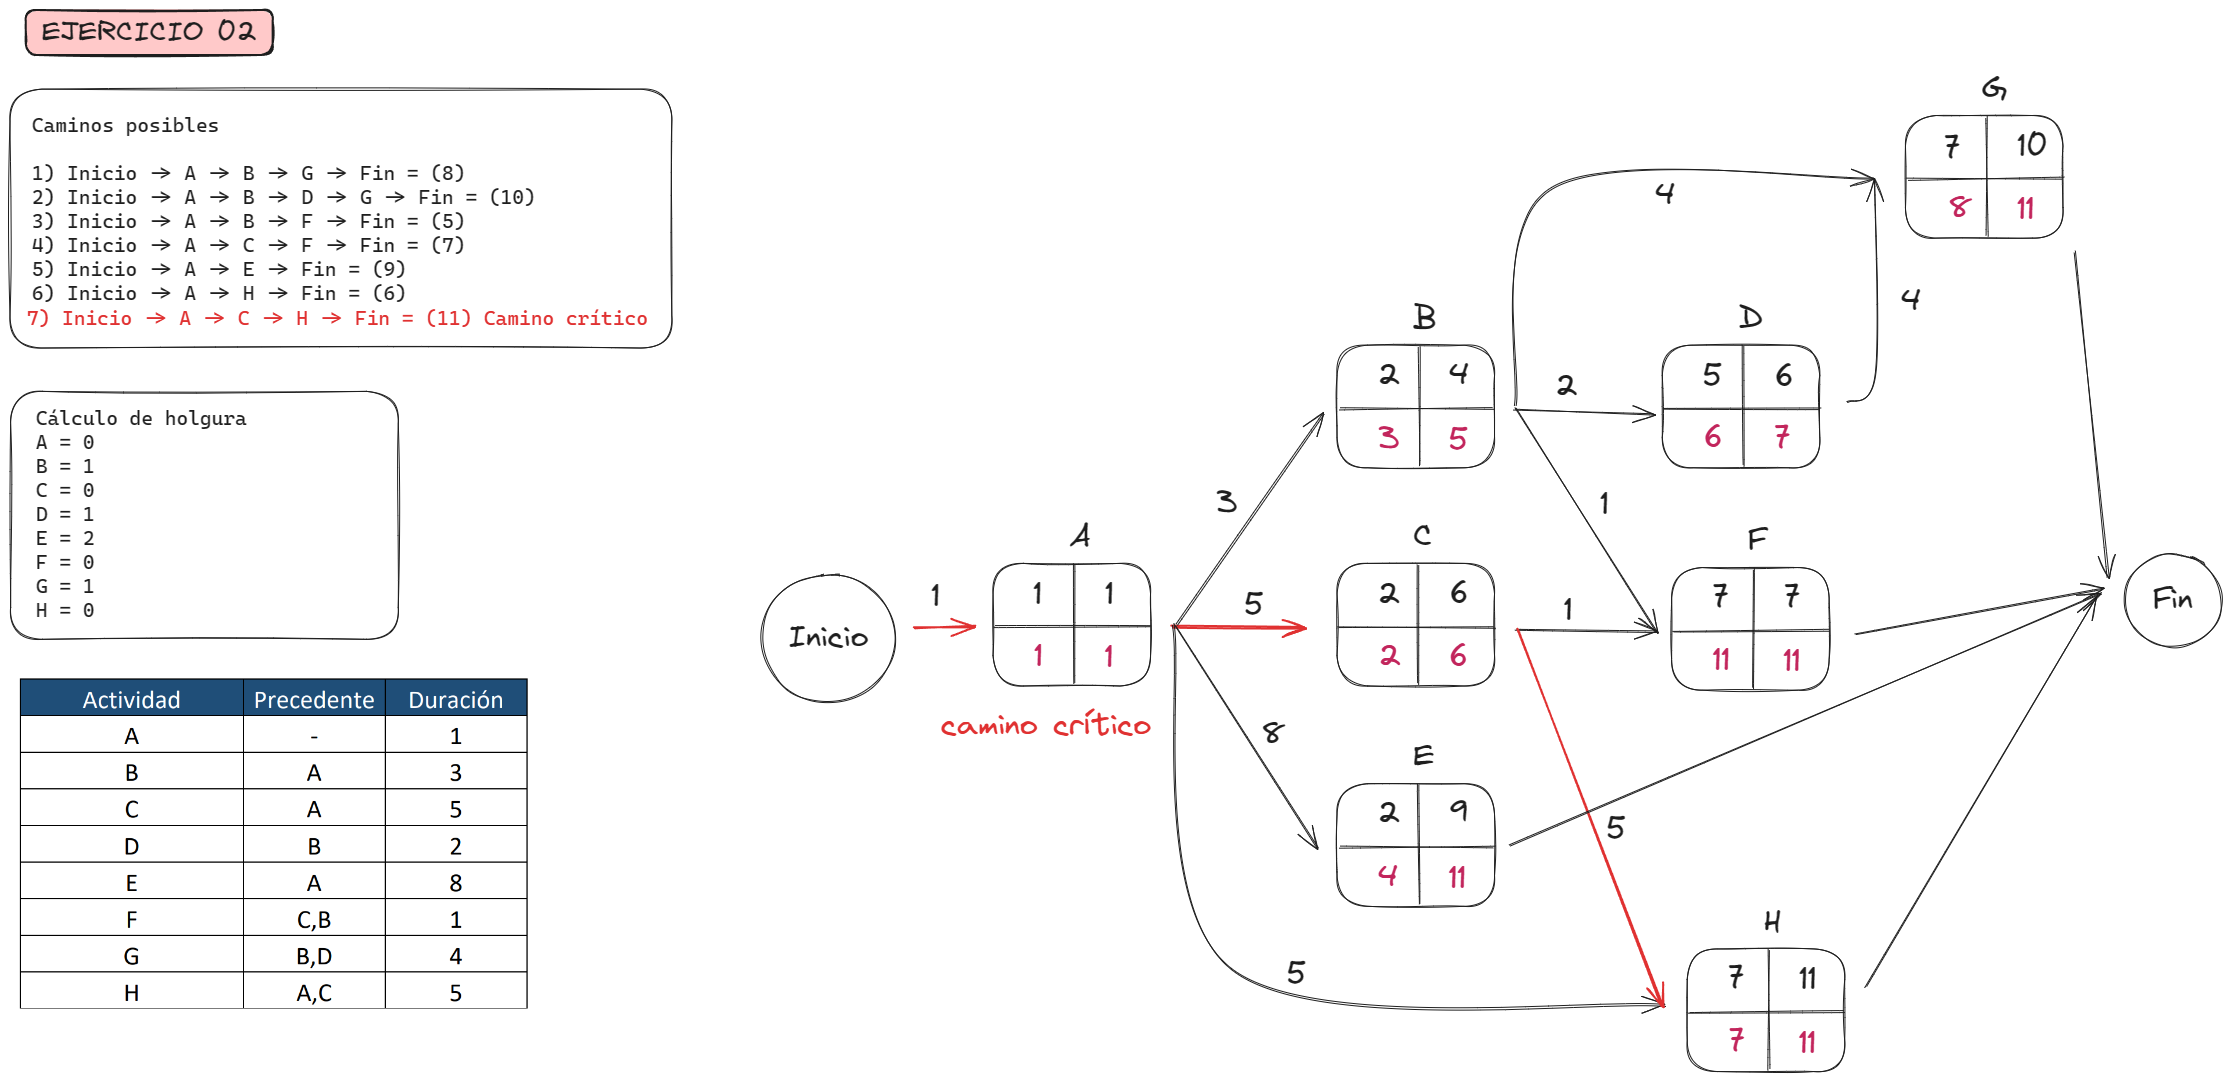 EJERCICIO 02
Caminos posibles
1) Inicio → A → B → G → Fin = (8)
2) Inicio → A → B → D → G → Fin = (10)
3) Inicio → A → B → F → Fin = (5)
4) Inicio → A → C → F → Fin = (7)
5) Inicio → A → E → Fin = (9)
6) Inicio → A → H → Fin = (6)
7) Inicio → A → C → H → Fin = (11) Camino crítico
Cálculo de holgura
A = 0
B = 1
C = 0
D = 1
E = 2
F = 0
G = 1
H = 0
Actividad Precedente Duración
A - 1
B A 3
C A 5
D B 2
E A 8
F C,B 1
G B,D 4
H A,C 5
Inicio
1
A
1 1
1 1
camino crítico
3
5
8
5
B
2 4
3 5
C
2 6
2 6
E
2 9
4 11
4
2
1
1
5
D
5 6
6 7
4
F
7 7
11 11
G
7 10
8 11
H
7 11
7 11
Fin